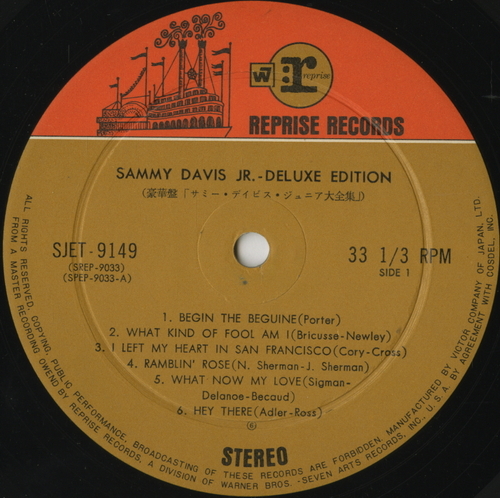 W r reprise
REPRISE RECORDS
SAMMY DAVIS JR.-DELUXE EDITION
(豪華盤「サミー・デイビス・ジュニア大全集」)
SJET-9149
(SREP-9033)
(SPEP-9033-A)
33 1/3 RPM
SIDE 1
1. BEGIN THE BEGUINE(Porter)
2. WHAT KIND OF FOOL AM I(Bricusse-Newley)
3. I LEFT MY HEART IN SAN FRANCISCO(Cory-Cross)
4. RAMBLIN' ROSE(N. Sherman-J. Sherman)
5. WHAT NOW MY LOVE(Sigman-
Delanoe-Becaud)
6. HEY THERE(Adler-Ross)
STEREO
ALL RIGHTS RESERVED, COPYING, PUBLIC PERFORMANCE, BROADCASTING OF THESE RECORDS ARE FORBIDDEN, MANUFACTURED BY VICTOR COMPANY OF JAPAN, LTD.
FROM A MASTER RECORDING OWEND BY REPRISE RECORDS, A DIVISION OF WARNER BROS.-SEVEN ARTS RECORDS, INC., U.S.A. BY AGREEMENT WITH COSDEL, INC.